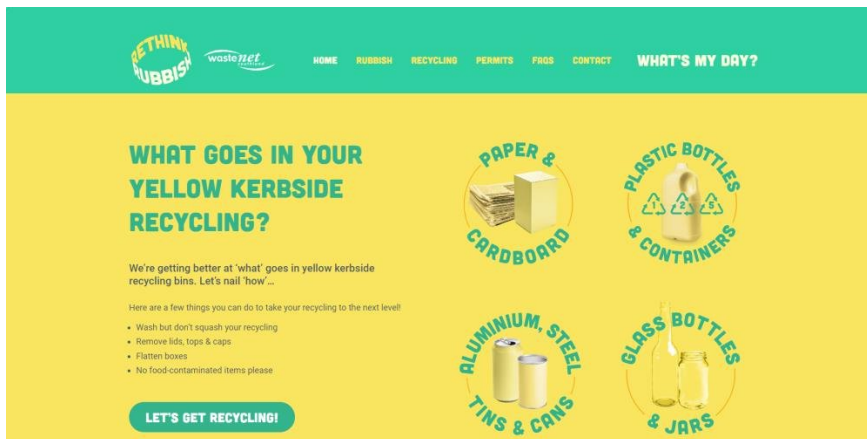 RETHINK
RUBBISH
wastenet
HOME RUBBISH RECYCLING PERMITS FAQS CONTACT WHAT'S MY DAY?
WHAT GOES IN YOUR
YELLOW KERBSIDE
RECYCLING?
We're getting better at 'what' goes in yellow kerbside
recycling bins. Let's nail 'how'...
Here are a few things you can do to take your recycling to the next level!
• Wash but don't squash your recycling
• Remove lids, tops & caps
• Flatten boxes
• No food-contaminated items please
LET'S GET RECYCLING!
PAPER &
CARDBOARD
PLASTIC BOTTLES
1 2 5
& CONTAINERS
ALUMINIUM, STEEL
TINS & CANS
GLASS BOTTLES
& JARS